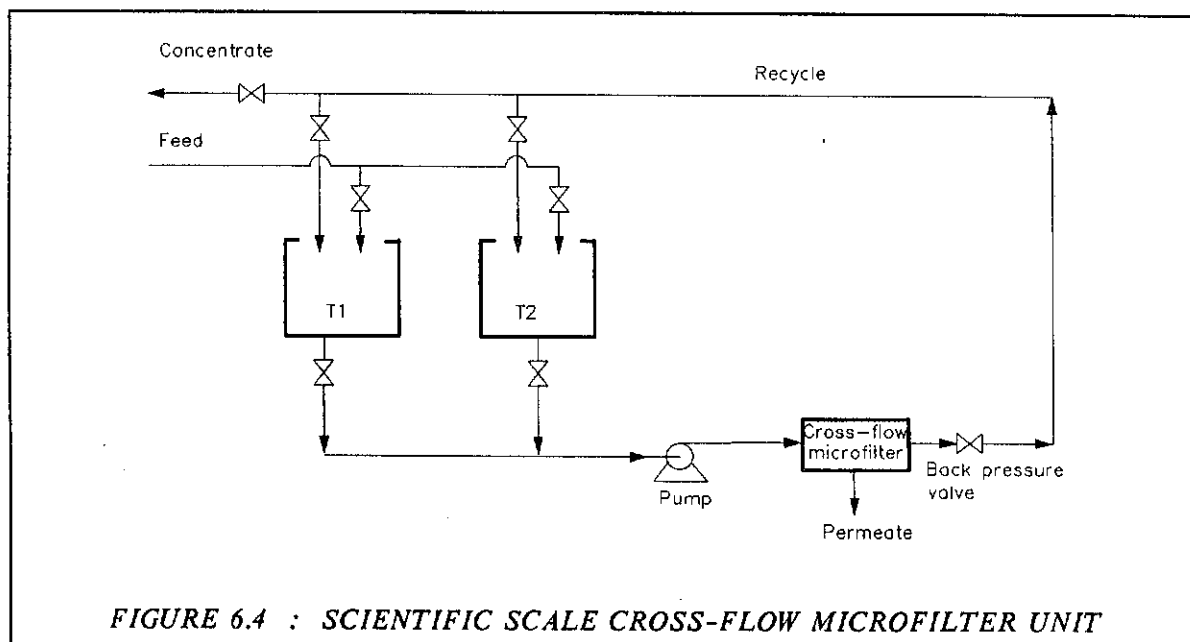 Concentrate
Recycle
Feed
T1
T2
Cross-flow
microfilter
Back pressure
valve
Pump
Permeate
FIGURE 6.4 : SCIENTIFIC SCALE CROSS-FLOW MICROFILTER UNIT